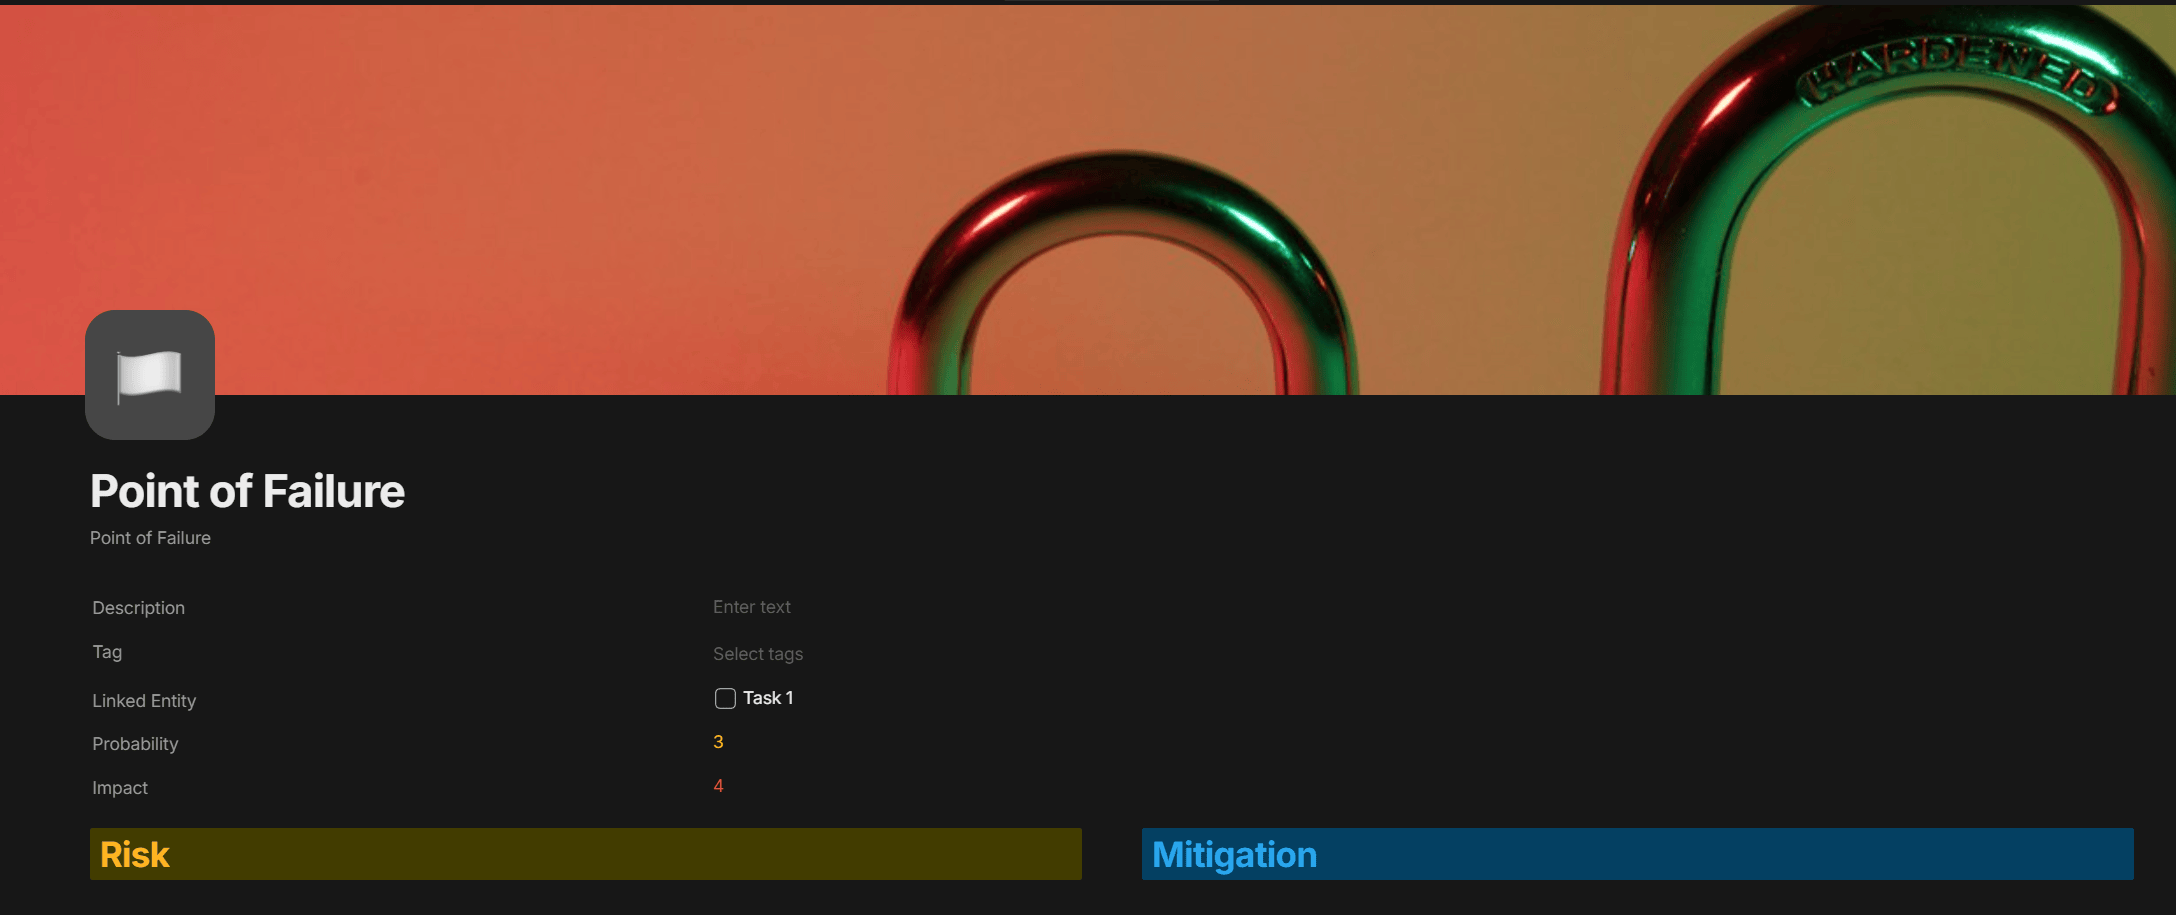 HARDENED
Point of Failure
Point of Failure
Description
Enter text
Tag
Select tags
Linked Entity
Task 1
Probability
3
Impact
4
Risk
Mitigation